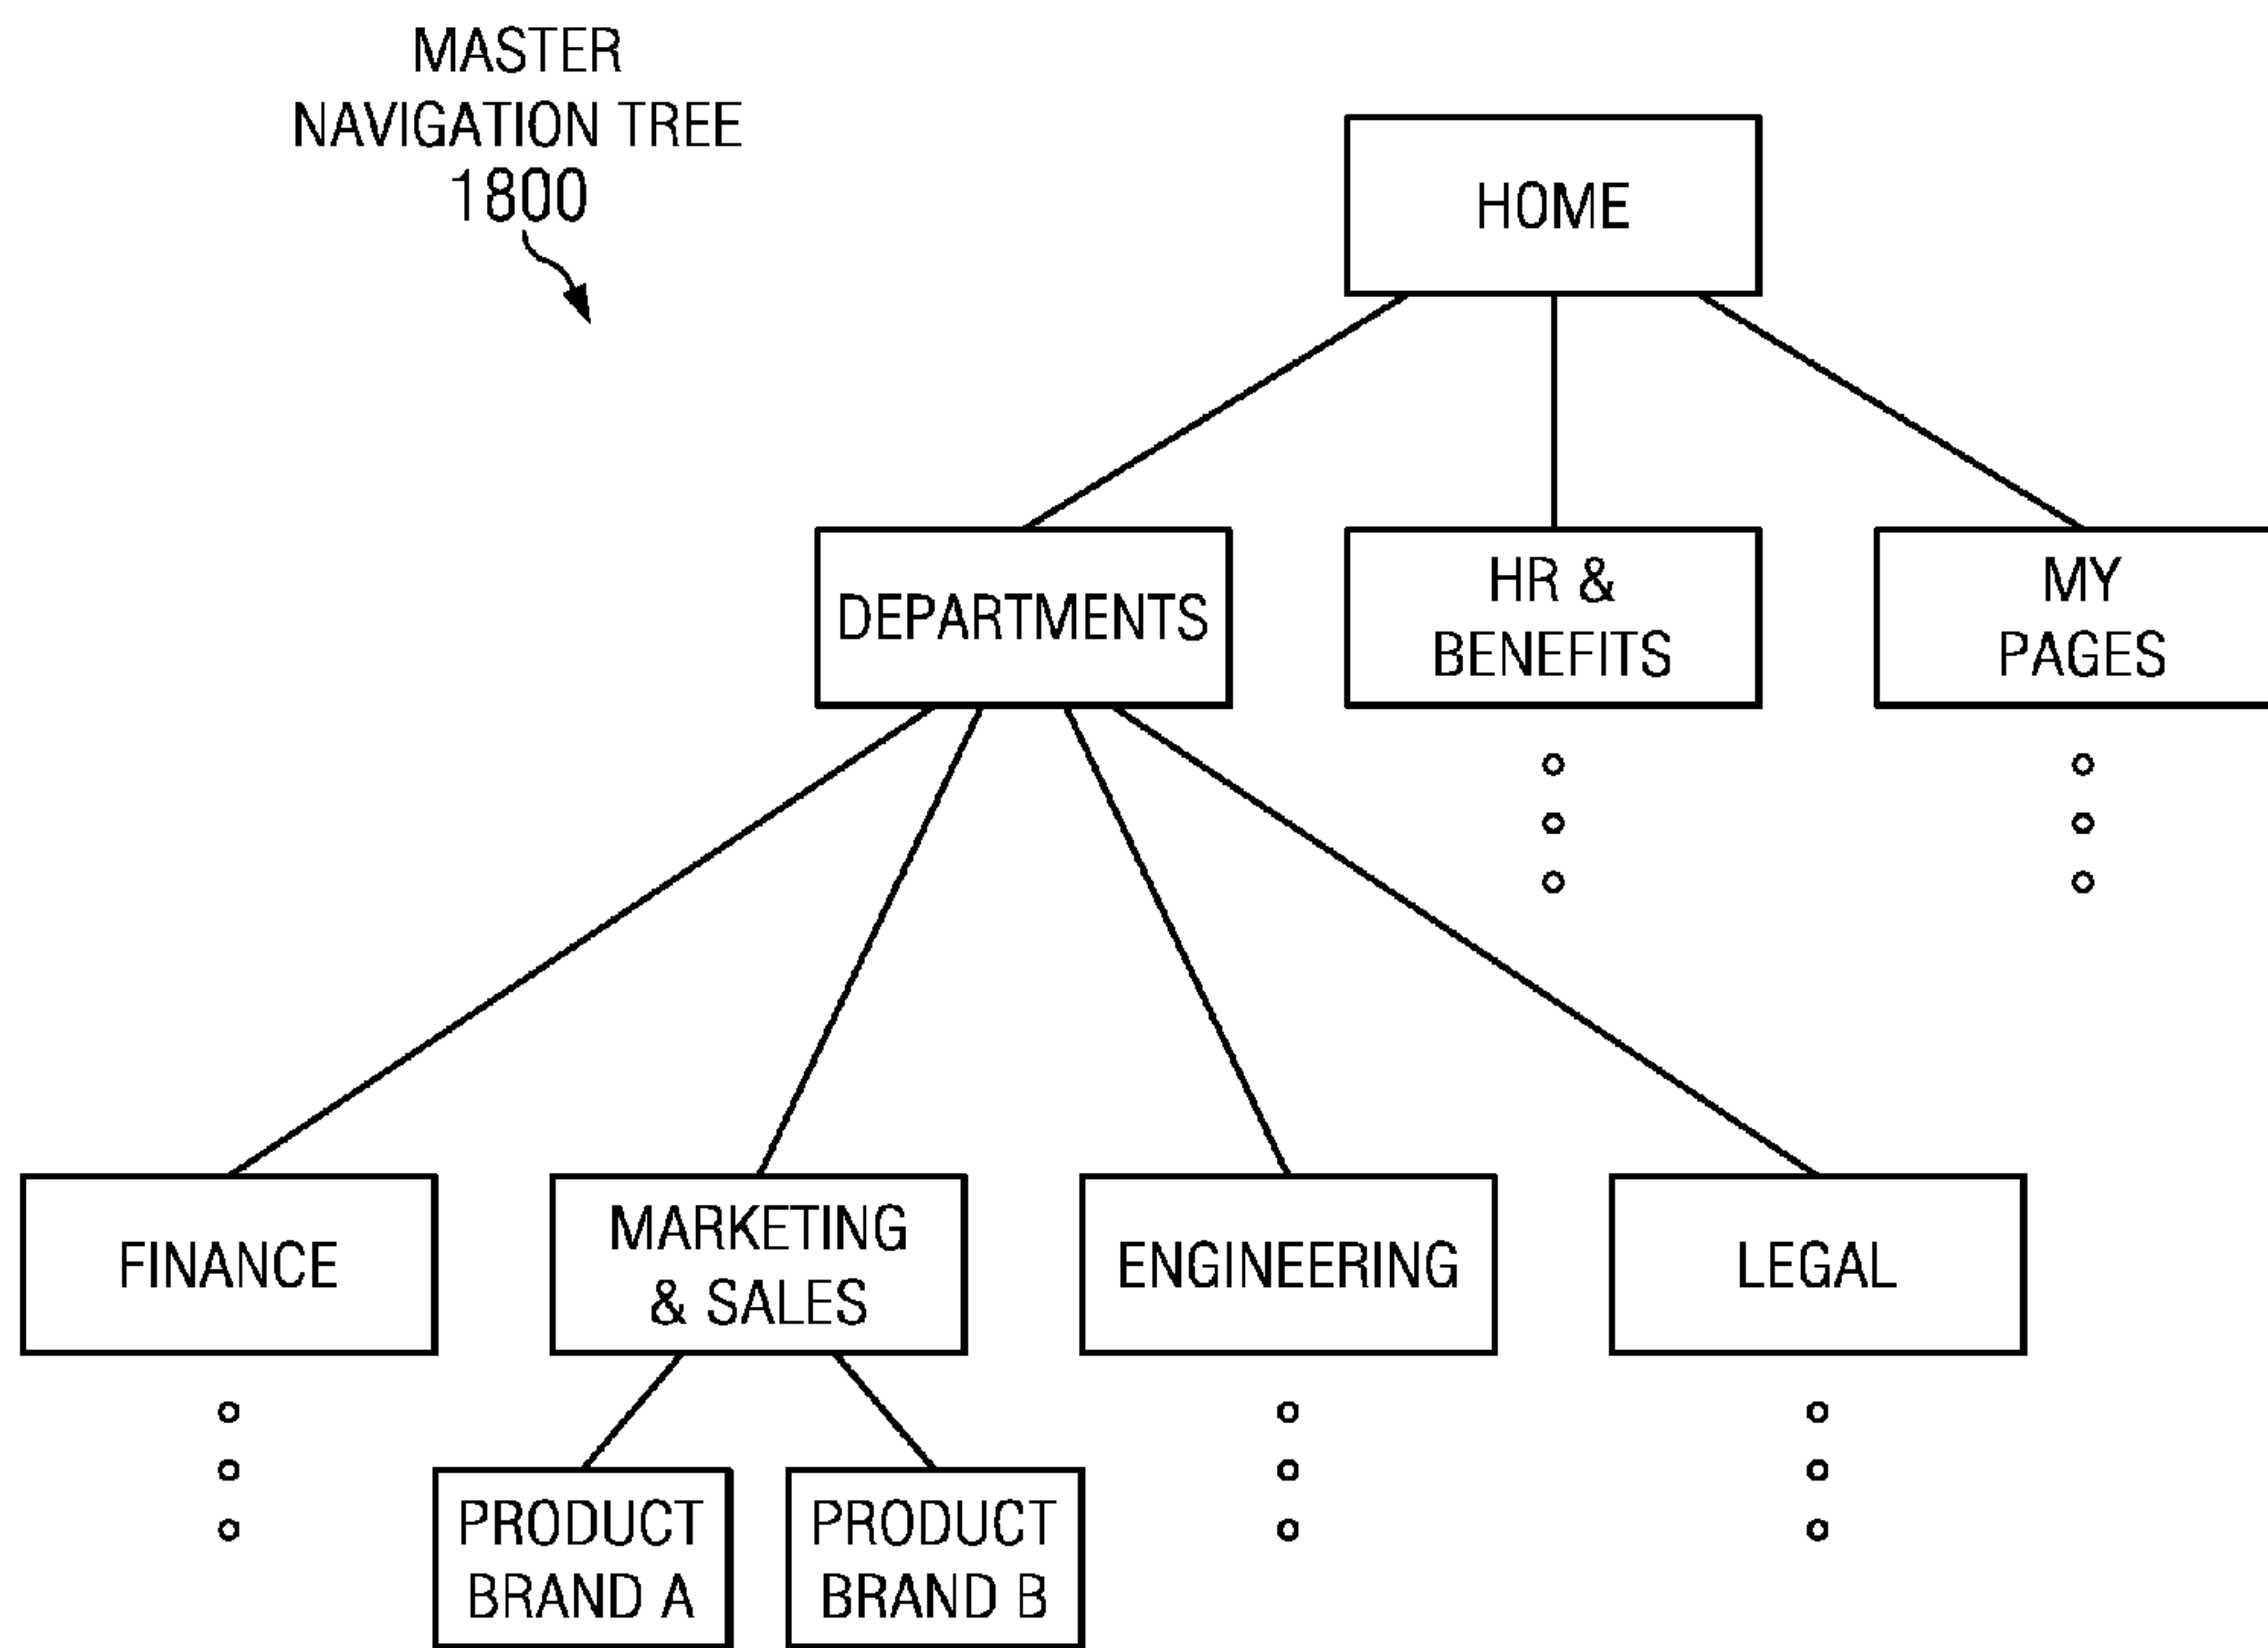 MASTER
NAVIGATION TREE
1800
HOME
DEPARTMENTS
HR &
BENEFITS
MY
PAGES
FINANCE
MARKETING
& SALES
ENGINEERING
LEGAL
PRODUCT
BRAND A
PRODUCT
BRAND B